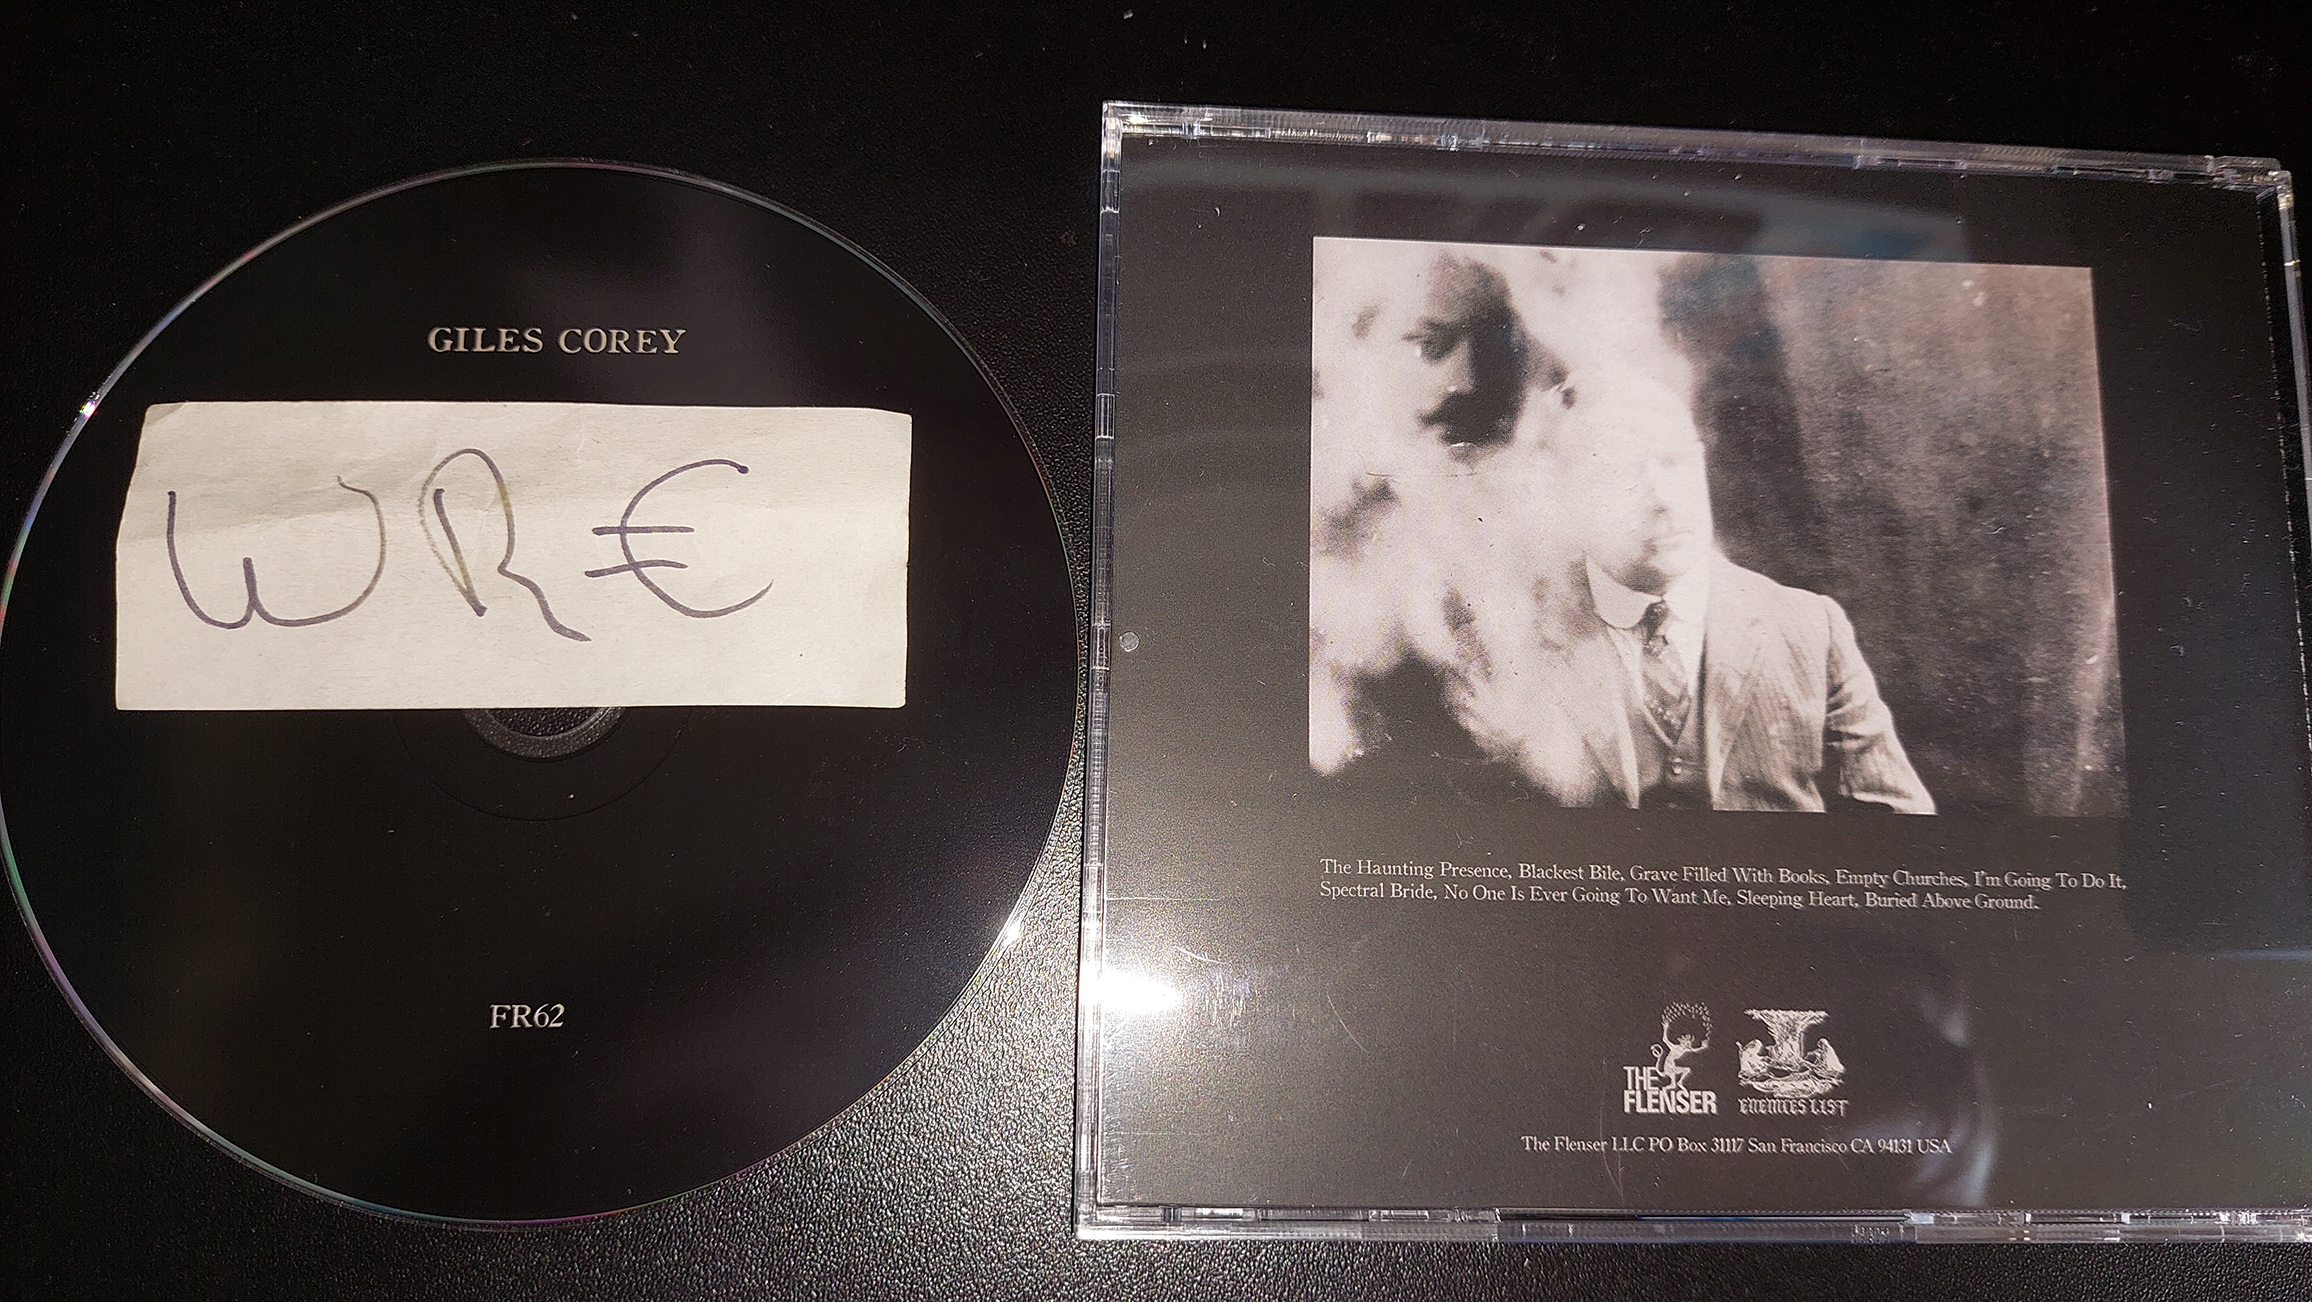 GILES COREY
WR€
FR62
The Haunting Presence, Blackest Bile, Grave Filled With Books, Empty Churches, I'm Going To Do It,
Spectral Bride, No One Is Ever Going To Want Me, Sleeping Heart, Buried Above Ground.
THE
FLENSER
ENEMIES LIST
The Flenser LLC PO Box 31117 San Francisco CA 94131 USA